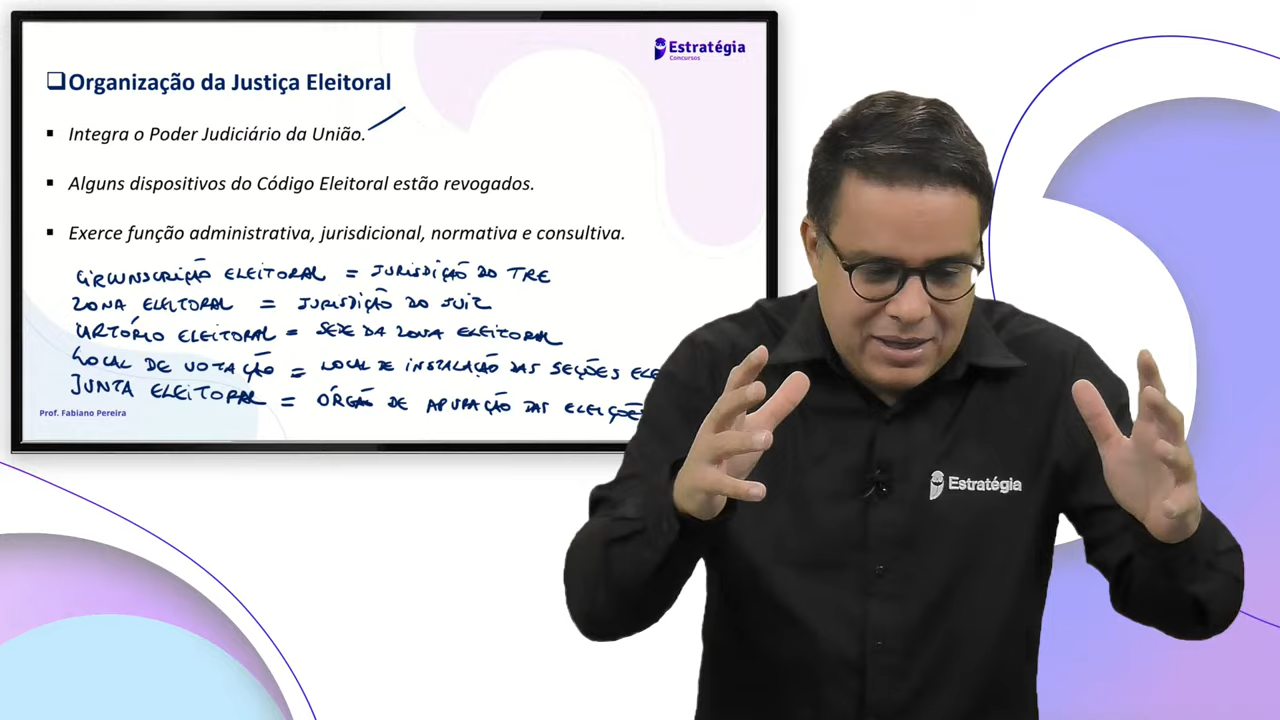 Estratégia
Concursos
❑Organização da Justiça Eleitoral
▪ Integra o Poder Judiciário da União.
▪ Alguns dispositivos do Código Eleitoral estão revogados.
▪ Exerce função administrativa, jurisdicional, normativa e consultiva.
CIRCUNSCRIÇÃO ELEITORAL = JURISDIÇÃO DO TRE
ZONA ELEITORAL = JURISDIÇÃO DO JUIZ
CARTÓRIO ELEITORAL = SEDE DA ZONA ELEITORAL
LOCAL DE VOTAÇÃO = LOCAL DE INSTALAÇÃO DAS SEÇÕES ELE
JUNTA ELEITORAL = ÓRGÃO DE APURAÇÃO DAS ELEIÇÕE
Prof. Fabiano Pereira
Estratégia